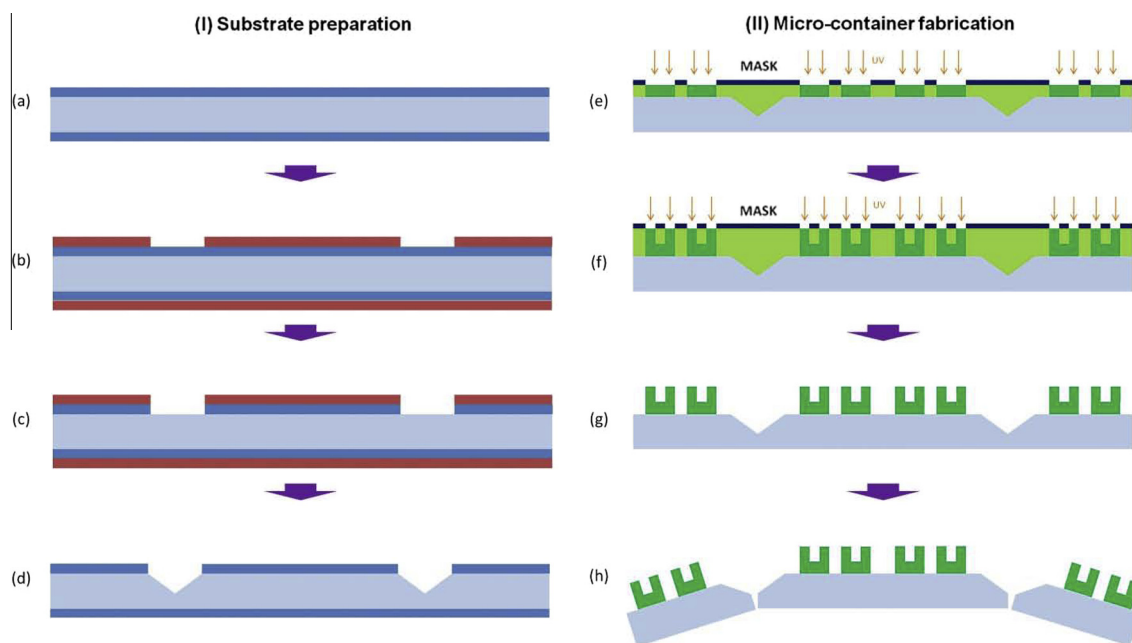 (I) Substrate preparation
(a)
(b)
(c)
(d)
(II) Micro-container fabrication
MASK
UV
(e)
MASK
UV
(f)
(g)
(h)